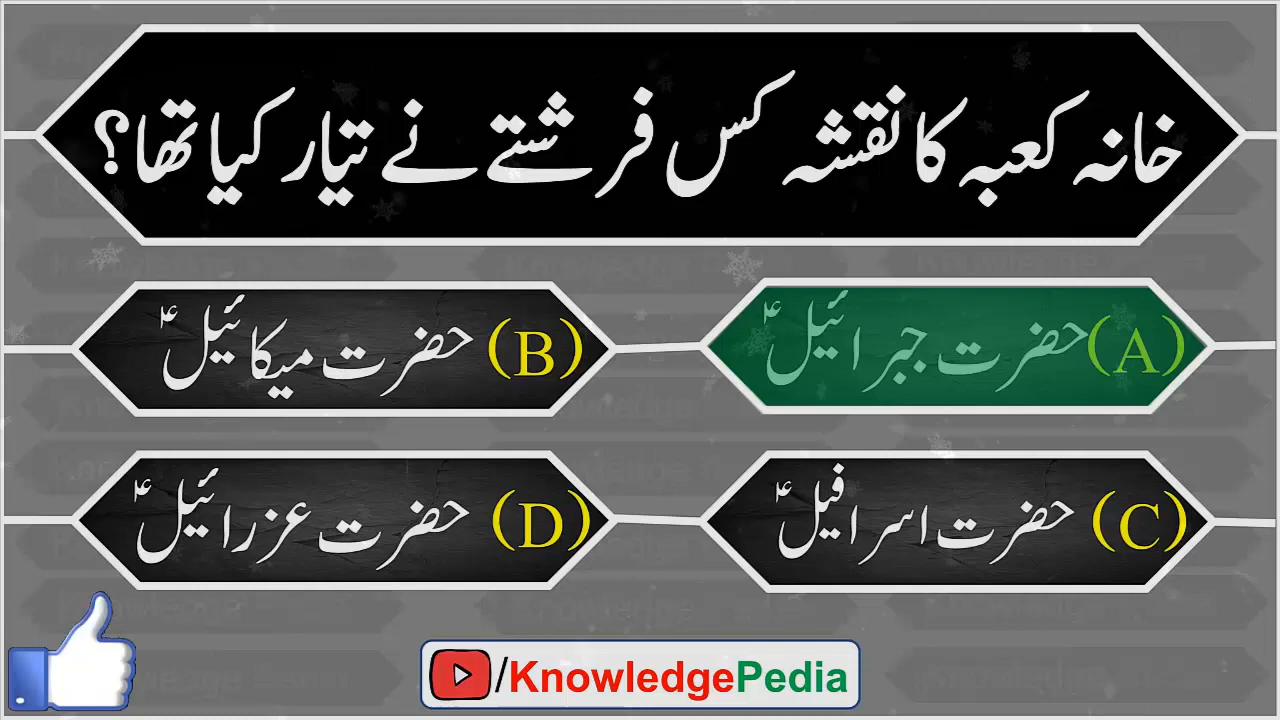 خانہ کعبہ کا نقشہ کس فرشتے نے تیار کیا تھا؟
(A) حضرت جبرائیلؑ
(B) حضرت میکائیلؑ
(C) حضرت اسرافیلؑ
(D) حضرت عزرائیلؑ
/KnowledgePedia